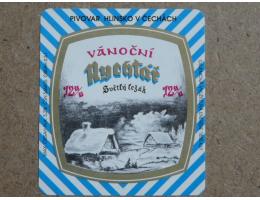 PIVOVAR HLINSKO V ČECHÁCH
VÁNOČNÍ
Rychtář
Světlý ležák
12% 12%